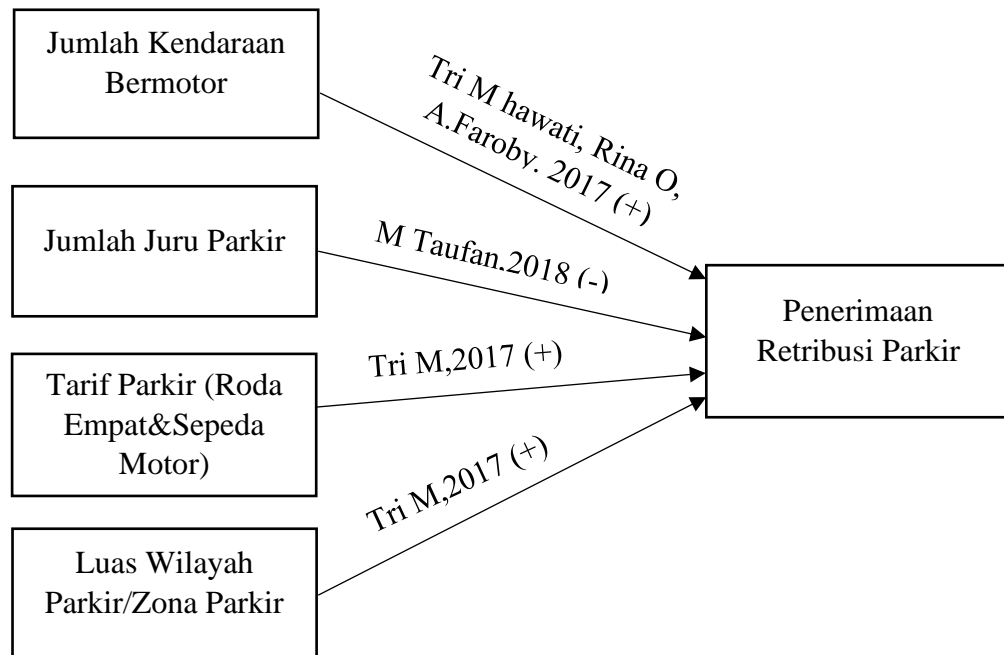 Jumlah Kendaraan
Bermotor
Tri M hawati, Rina O,
A.Faroby. 2017 (+)
Jumlah Juru Parkir
M Taufan,2018 (-)
Tarif Parkir (Roda
Empat&Sepeda
Motor)
Tri M,2017 (+)
Luas Wilayah
Parkir/Zona Parkir
Tri M,2017 (+)
Penerimaan
Retribusi Parkir